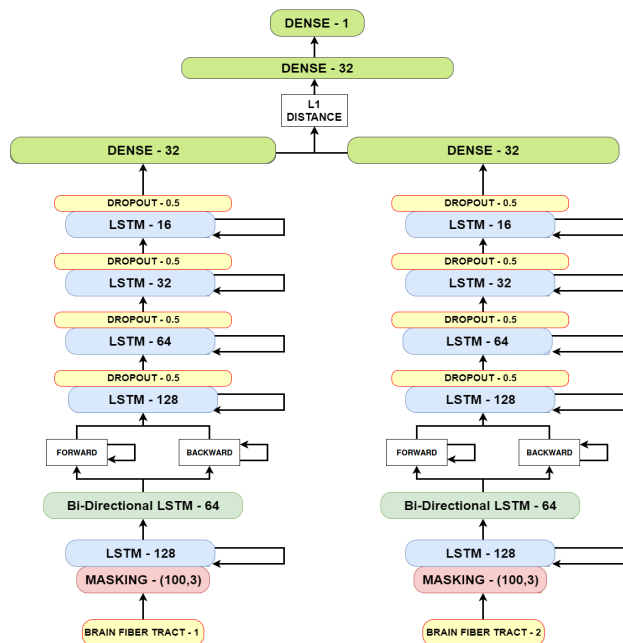 DENSE - 1
DENSE - 32
L1
DISTANCE
DENSE - 32
DENSE - 32
DROPOUT - 0.5
LSTM - 16
DROPOUT - 0.5
LSTM - 32
DROPOUT - 0.5
LSTM - 64
DROPOUT - 0.5
LSTM - 128
FORWARD
BACKWARD
Bi-Directional LSTM - 64
LSTM - 128
MASKING - (100,3)
BRAIN FIBER TRACT - 1
DROPOUT - 0.5
LSTM - 16
DROPOUT - 0.5
LSTM - 32
DROPOUT - 0.5
LSTM - 64
DROPOUT - 0.5
LSTM - 128
FORWARD
BACKWARD
Bi-Directional LSTM - 64
LSTM - 128
MASKING - (100,3)
BRAIN FIBER TRACT - 2